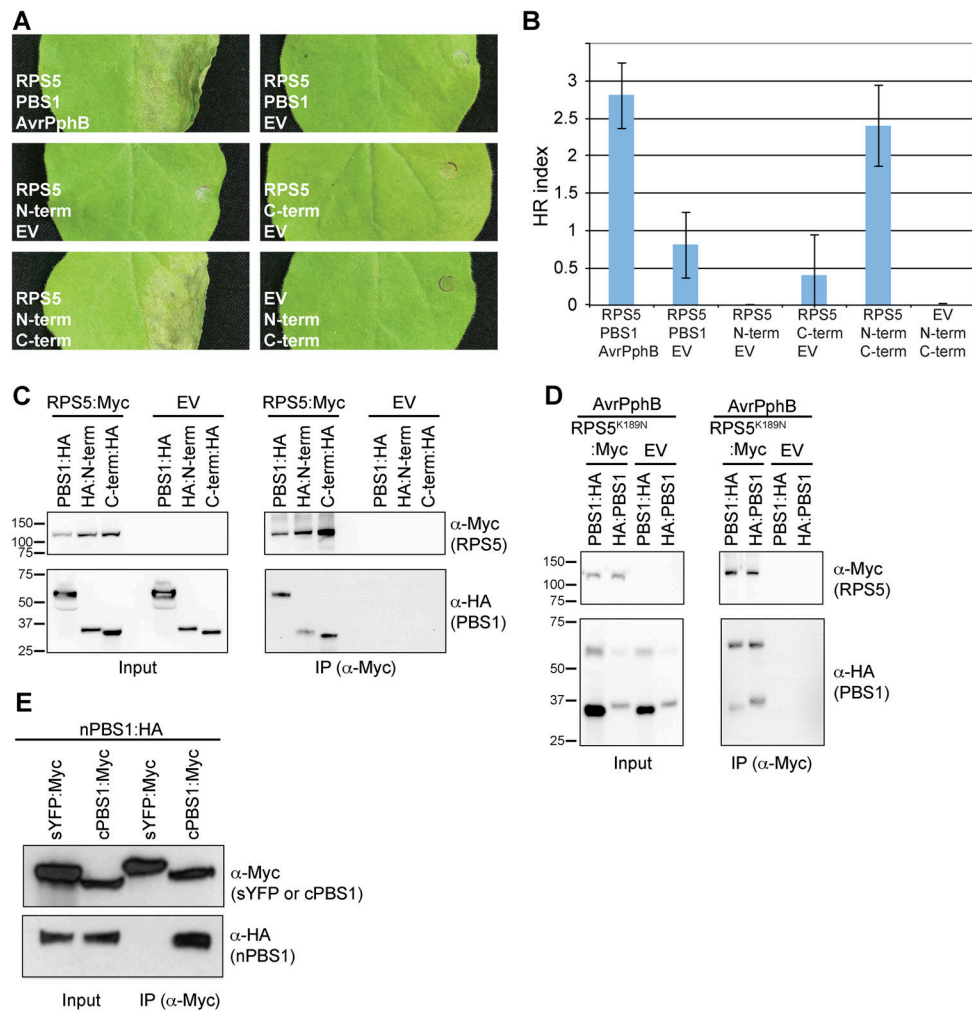 A
RPS5
PBS1
AvrPphB
RPS5
PBS1
EV
RPS5
N-term
EV
RPS5
C-term
EV
RPS5
N-term
C-term
EV
N-term
C-term
B
HR index
3
2.5
2
1.5
1
0.5
0
RPS5 RPS5 RPS5 RPS5 RPS5 EV
PBS1 PBS1 N-term C-term N-term N-term
AvrPphB EV EV EV C-term C-term
C
RPS5:Myc EV RPS5:Myc EV
PBS1:HA
HA:N-term
C-term:HA
PBS1:HA
HA:N-term
C-term:HA
PBS1:HA
HA:N-term
C-term:HA
PBS1:HA
HA:N-term
C-term:HA
150
100
75
α-Myc
(RPS5)
75
50
37
25
α-HA
(PBS1)
Input IP (α-Myc)
D
AvrPphB AvrPphB
RPS5K189N RPS5K189N
:Myc EV :Myc EV
PBS1:HA
HA:PBS1
PBS1:HA
HA:PBS1
PBS1:HA
HA:PBS1
PBS1:HA
HA:PBS1
150
100
75
α-Myc
(RPS5)
75
50
37
25
α-HA
(PBS1)
Input IP (α-Myc)
E
nPBS1:HA
sYFP:Myc
cPBS1:Myc
sYFP:Myc
cPBS1:Myc
α-Myc
(sYFP or cPBS1)
α-HA
(nPBS1)
Input IP (α-Myc)